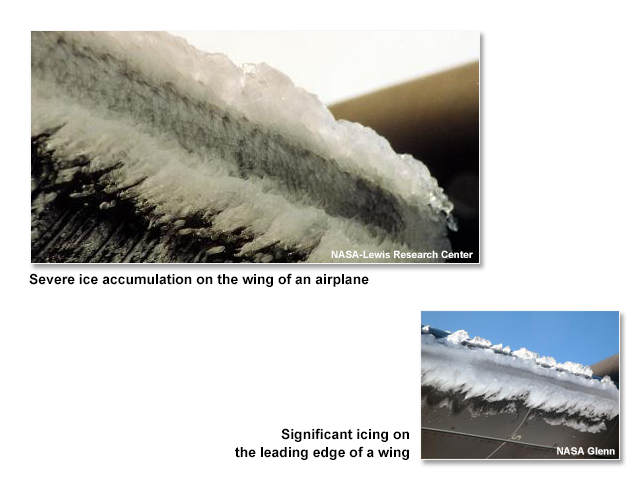 NASA-Lewis Research Center
Severe ice accumulation on the wing of an airplane
Significant icing on
the leading edge of a wing
NASA Glenn